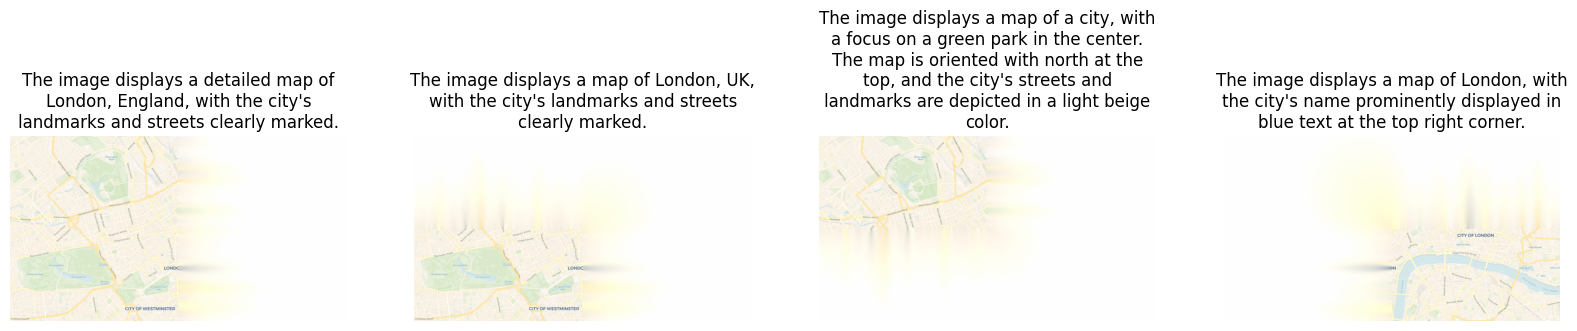 The image displays a detailed map of
London, England, with the city's
landmarks and streets clearly marked.
The image displays a map of London, UK,
with the city's landmarks and streets
clearly marked.
The image displays a map of a city, with
a focus on a green park in the center.
The map is oriented with north at the
top, and the city's streets and
landmarks are depicted in a light beige
color.
The image displays a map of London, with
the city's name prominently displayed in
blue text at the top right corner.
CITY OF WESTMINSTER
CITY OF WESTMINSTER
CITY OF LONDON